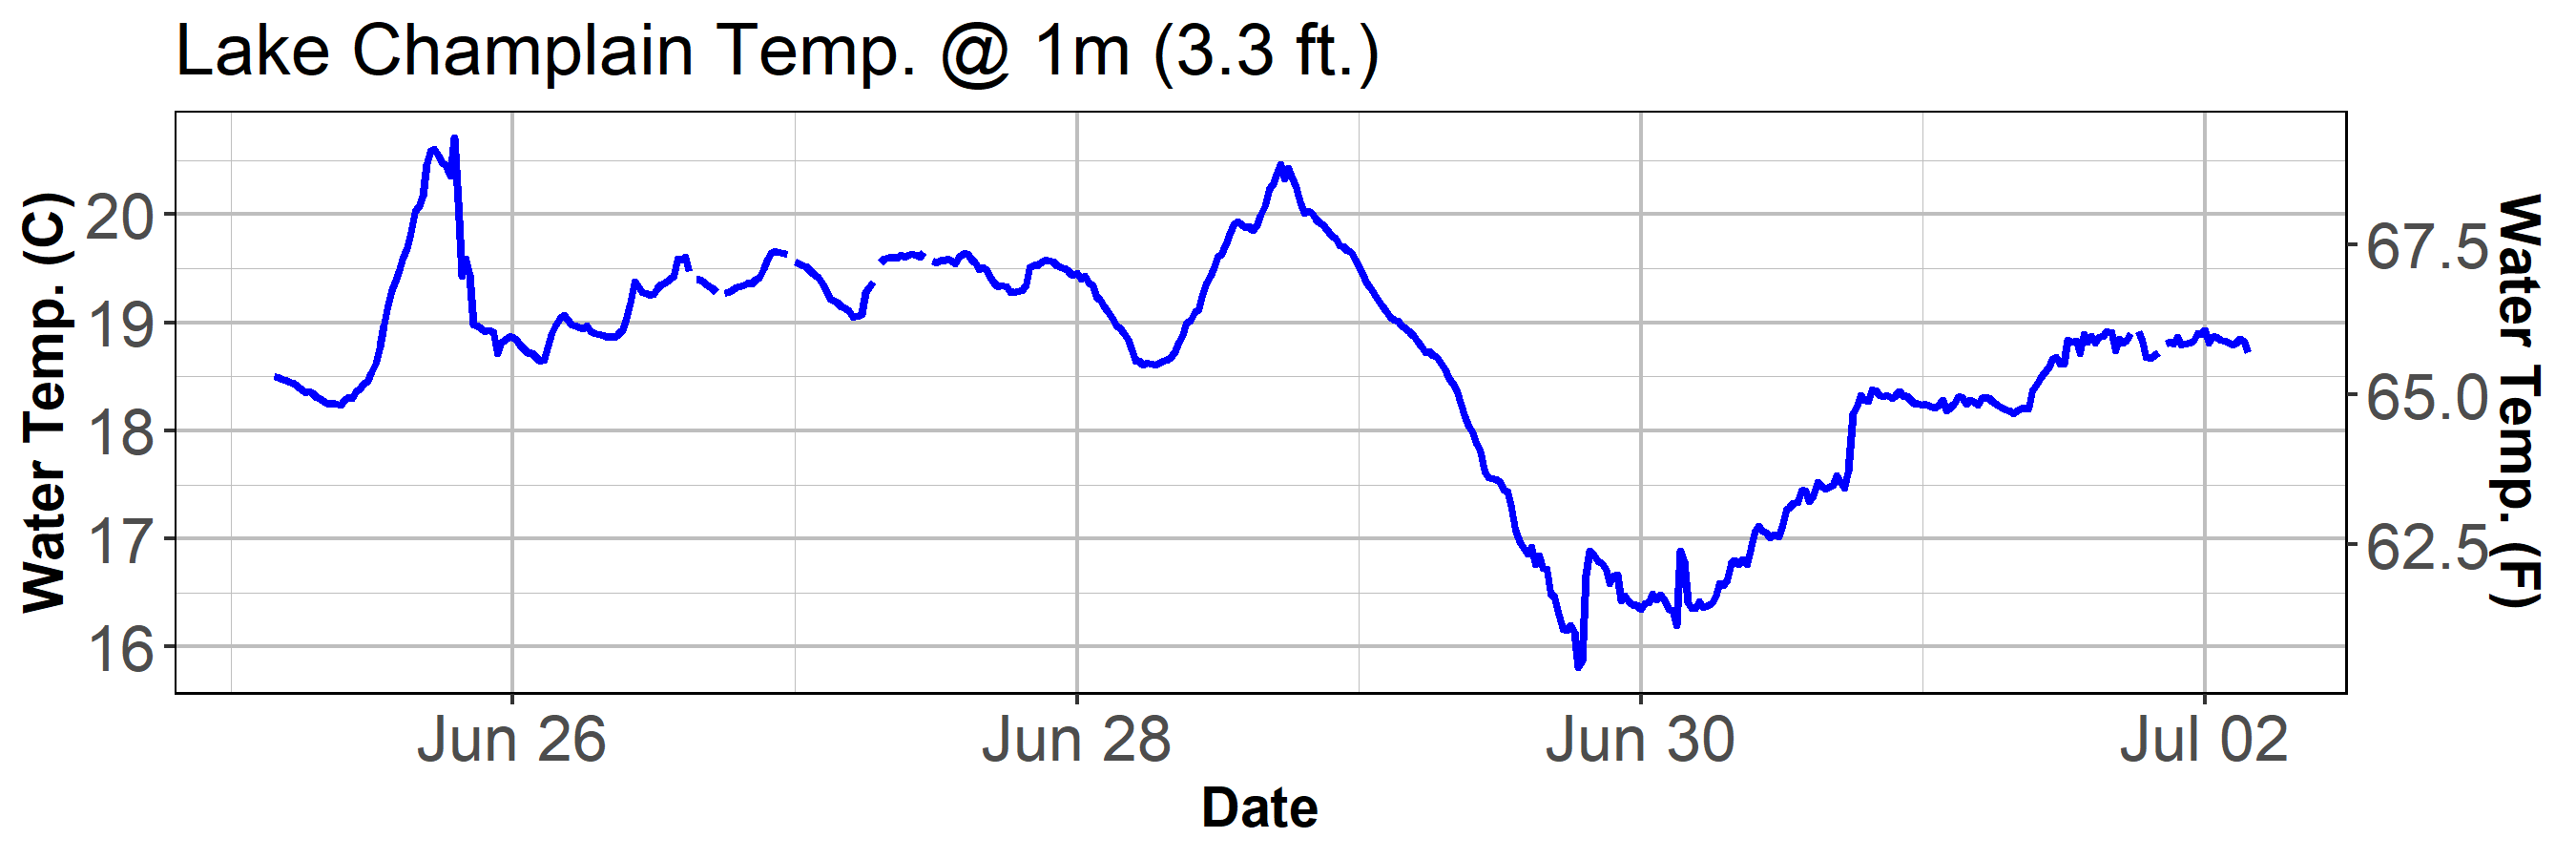 Lake Champlain Temp. @ 1m (3.3 ft.)
Water Temp. (C)
20
19
18
17
16
67.5
65.0
62.5
Water Temp. (F)
Jun 26
Jun 28
Jun 30
Jul 02
Date